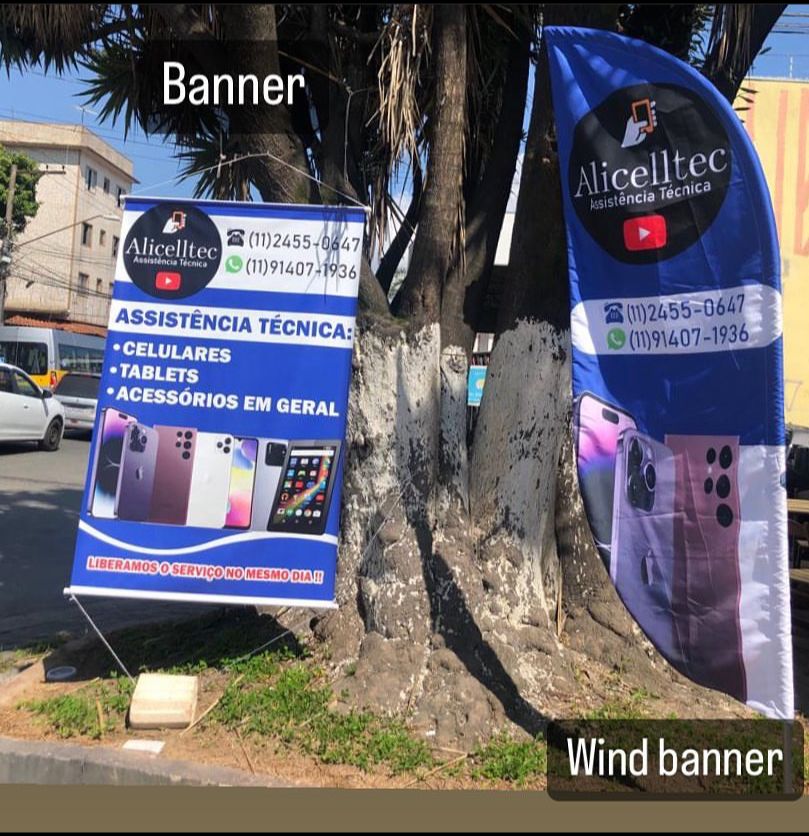 Banner
Alicelltec
Assistência Técnica
(11)2455-0647
(11)91407-1936
ASSISTÊNCIA TÉCNICA:
•CELULARES
•TABLETS
•ACESSÓRIOS EM GERAL
LIBERAMOS O SERVIÇO NO MESMO DIA !!
Alicelltec
Assistência Técnica
(11)2455-0647
(11)91407-1936
Wind banner